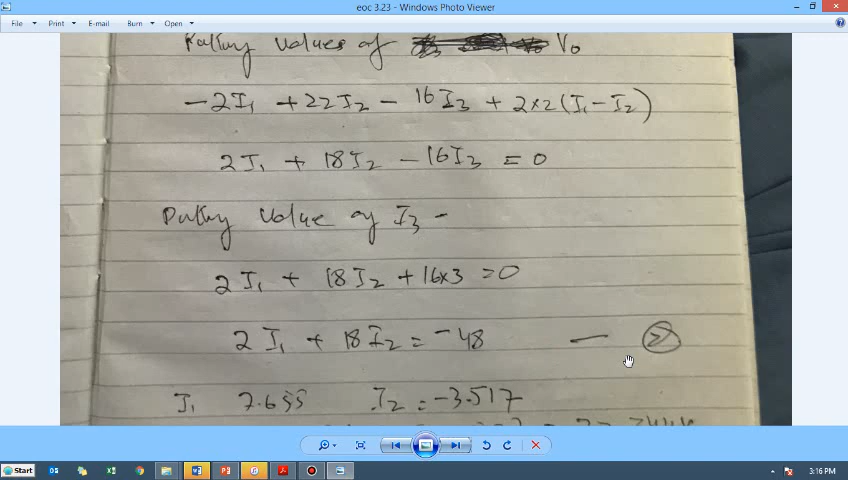 eoc 3.23 - Windows Photo Viewer
File Print E-mail Burn Open
Putting values of V₀
-2I₁ + 22I₂ - 16I₃ + 2×2(I₁-I₂)
2I₁ + 18I₂ - 16I₃ = 0
Putting value of I₃ -
2I₁ + 18I₂ + 16×3 = 0
2I₁ + 18I₂ = -48 — ②
I₁ 7.655 I₂ = -3.517
Start
3:16 PM